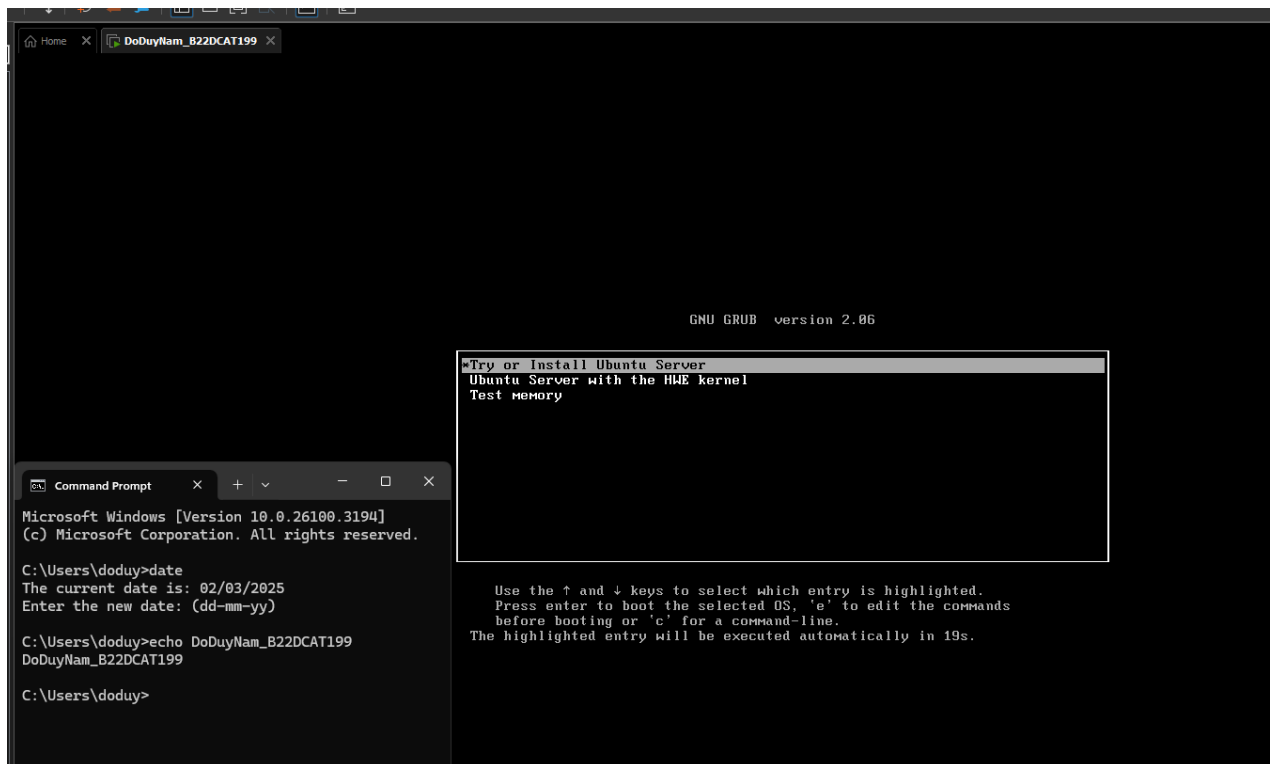 Home
DoDuyNam_B22DCAT199
GNU GRUB version 2.06
*Try or Install Ubuntu Server
Ubuntu Server with the HWE kernel
Test memory
Use the ↑ and ↓ keys to select which entry is highlighted.
Press enter to boot the selected OS, 'e' to edit the commands
before booting or 'c' for a command-line.
The highlighted entry will be executed automatically in 19s.
Command Prompt
Microsoft Windows [Version 10.0.26100.3194]
(c) Microsoft Corporation. All rights reserved.
C:\Users\doduy>date
The current date is: 02/03/2025
Enter the new date: (dd-mm-yy)
C:\Users\doduy>echo DoDuyNam_B22DCAT199
DoDuyNam_B22DCAT199
C:\Users\doduy>